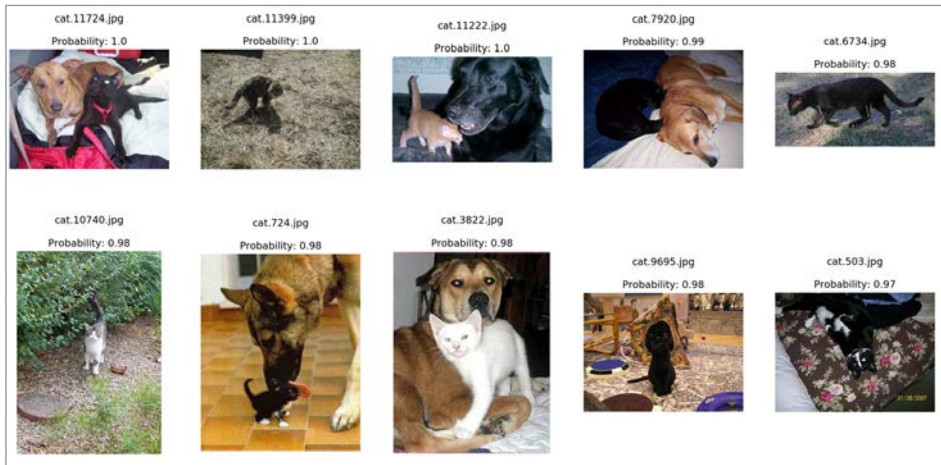 cat.11724.jpg
Probability: 1.0
cat.11399.jpg
Probability: 1.0
cat.11222.jpg
Probability: 1.0
cat.7920.jpg
Probability: 0.99
cat.6734.jpg
Probability: 0.98
cat.10740.jpg
Probability: 0.98
cat.724.jpg
Probability: 0.98
cat.3822.jpg
Probability: 0.98
cat.9695.jpg
Probability: 0.98
cat.503.jpg
Probability: 0.97